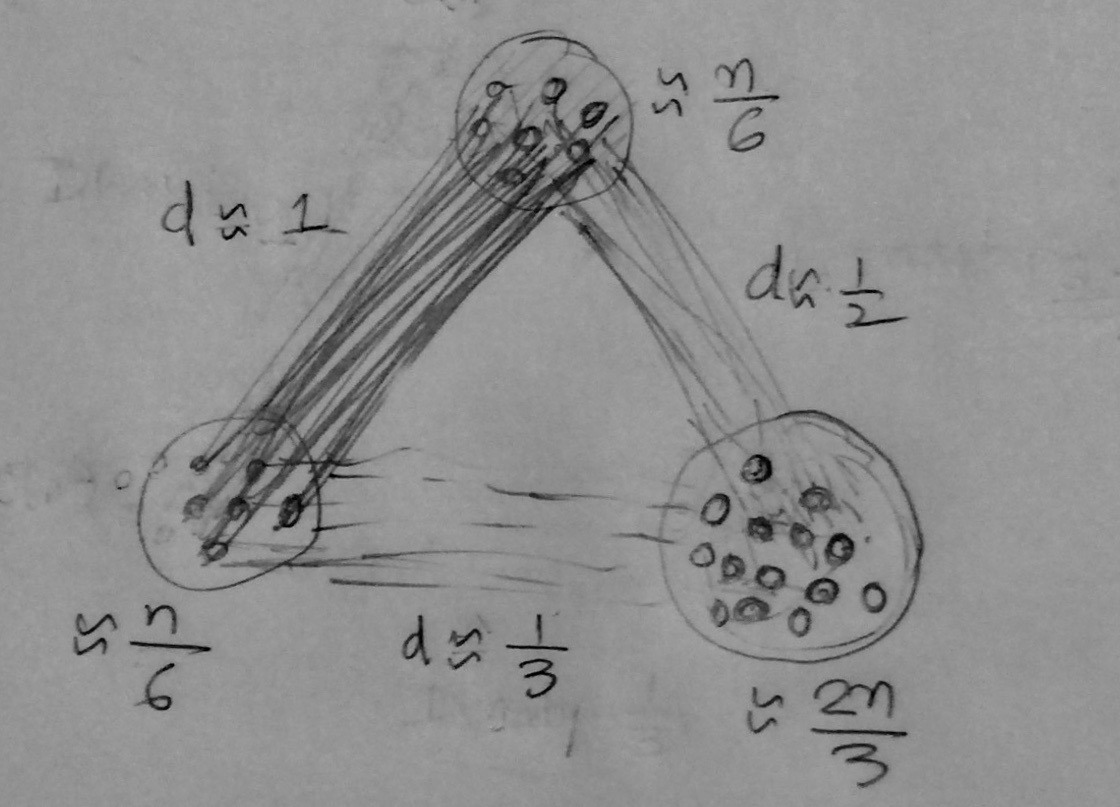 ≈ n/6
d ≈ 1
d ≈ 1/2
≈ n/6
d ≈ 1/3
≈ 2n/3